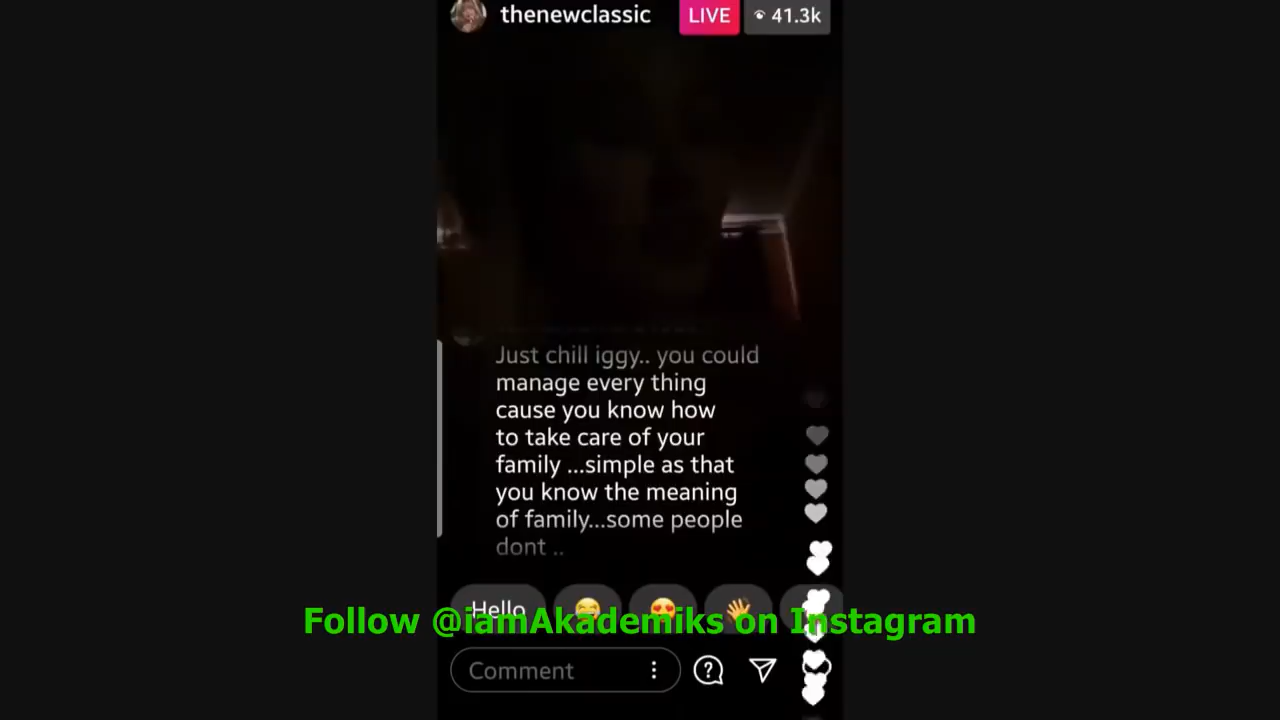 thenewclassic LIVE 41.3k
Just chill iggy.. you could
manage every thing
cause you know how
to take care of your
family ...simple as that
you know the meaning
of family...some people
dont ..
Hello
Follow @iamAkademiks on Instagram
Comment